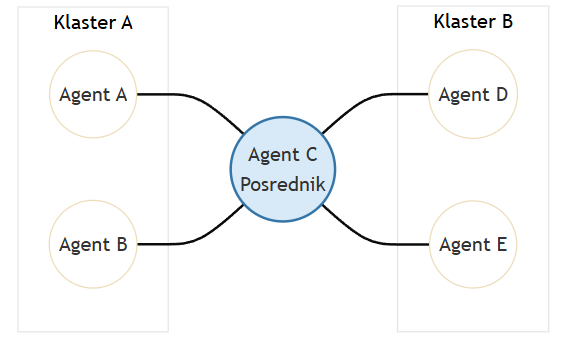 Klaster A
Agent A
Agent B
Agent C
Posrednik
Klaster B
Agent D
Agent E